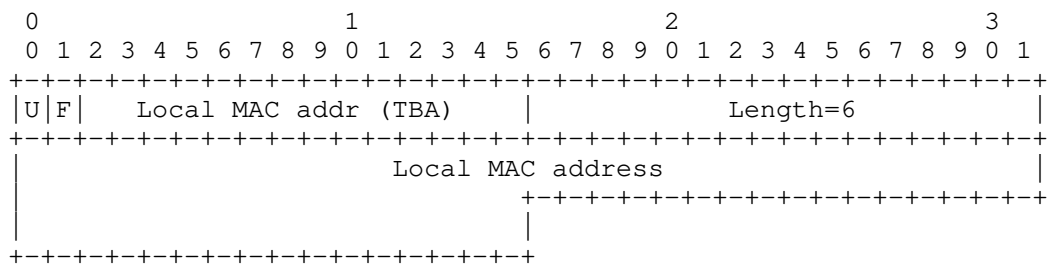 0                   1                   2                   3
 0 1 2 3 4 5 6 7 8 9 0 1 2 3 4 5 6 7 8 9 0 1 2 3 4 5 6 7 8 9 0 1
+-+-+-+-+-+-+-+-+-+-+-+-+-+-+-+-+-+-+-+-+-+-+-+-+-+-+-+-+-+-+-+-+
|U|F|   Local MAC addr (TBA)    |            Length=6           |
+-+-+-+-+-+-+-+-+-+-+-+-+-+-+-+-+-+-+-+-+-+-+-+-+-+-+-+-+-+-+-+-+
|                       Local MAC address                       |
|                               +-+-+-+-+-+-+-+-+-+-+-+-+-+-+-+-+
|                               |
+-+-+-+-+-+-+-+-+-+-+-+-+-+-+-+-+